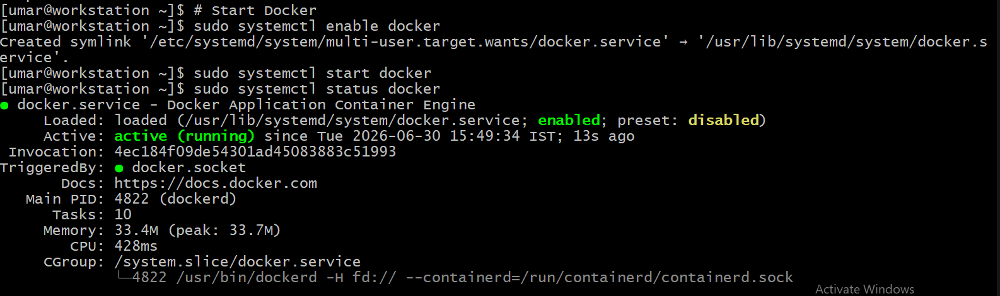 [umar@workstation ~]$ # Start Docker
[umar@workstation ~]$ sudo systemctl enable docker
Created symlink '/etc/systemd/system/multi-user.target.wants/docker.service' → '/usr/lib/systemd/system/docker.s
ervice'.
[umar@workstation ~]$ sudo systemctl start docker
[umar@workstation ~]$ sudo systemctl status docker
● docker.service - Docker Application Container Engine
     Loaded: loaded (/usr/lib/systemd/system/docker.service; enabled; preset: disabled)
     Active: active (running) since Tue 2026-06-30 15:49:34 IST; 13s ago
 Invocation: 4ec184f09de54301ad45083883c51993
TriggeredBy: ● docker.socket
       Docs: https://docs.docker.com
   Main PID: 4822 (dockerd)
      Tasks: 10
     Memory: 33.4M (peak: 33.7M)
        CPU: 428ms
     CGroup: /system.slice/docker.service
             └─4822 /usr/bin/dockerd -H fd:// --containerd=/run/containerd/containerd.sock
Activate Windows